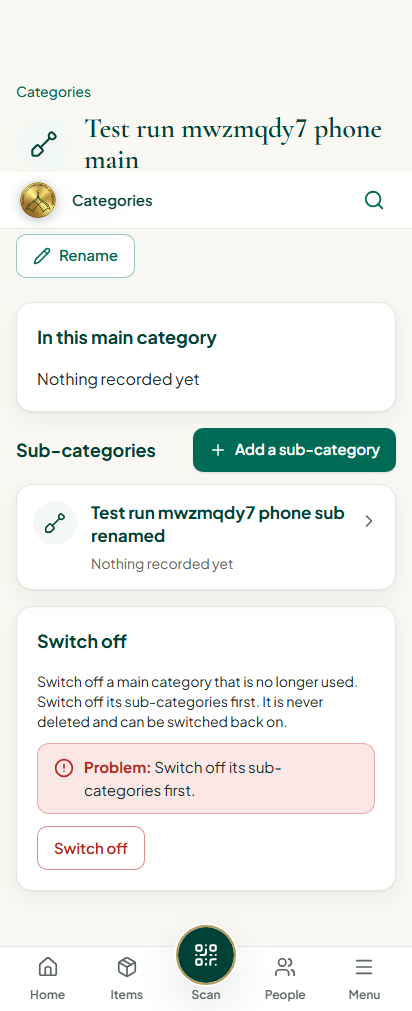 Categories
Test run mwzmqdy7 phone
main
Categories
Rename
In this main category
Nothing recorded yet
Sub-categories
Add a sub-category
Test run mwzmqdy7 phone sub
renamed
Nothing recorded yet
Switch off
Switch off a main category that is no longer used.
Switch off its sub-categories first. It is never
deleted and can be switched back on.
Problem: Switch off its sub-
categories first.
Switch off
Home
Items
Scan
People
Menu